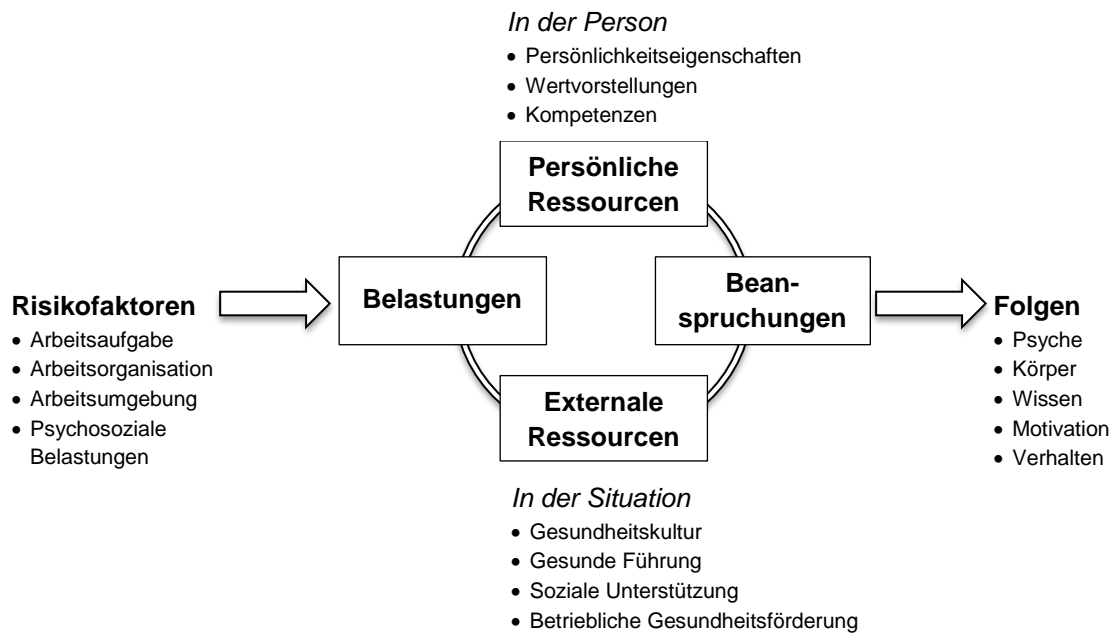 In der Person
• Persönlichkeitseigenschaften
• Wertvorstellungen
• Kompetenzen
Persönliche
Ressourcen
Risikofaktoren
• Arbeitsaufgabe
• Arbeitsorganisation
• Arbeitsumgebung
• Psychosoziale
Belastungen
Belastungen
Bean-
spruchungen
Folgen
• Psyche
• Körper
• Wissen
• Motivation
• Verhalten
Externale
Ressourcen
In der Situation
• Gesundheitskultur
• Gesunde Führung
• Soziale Unterstützung
• Betriebliche Gesundheitsförderung